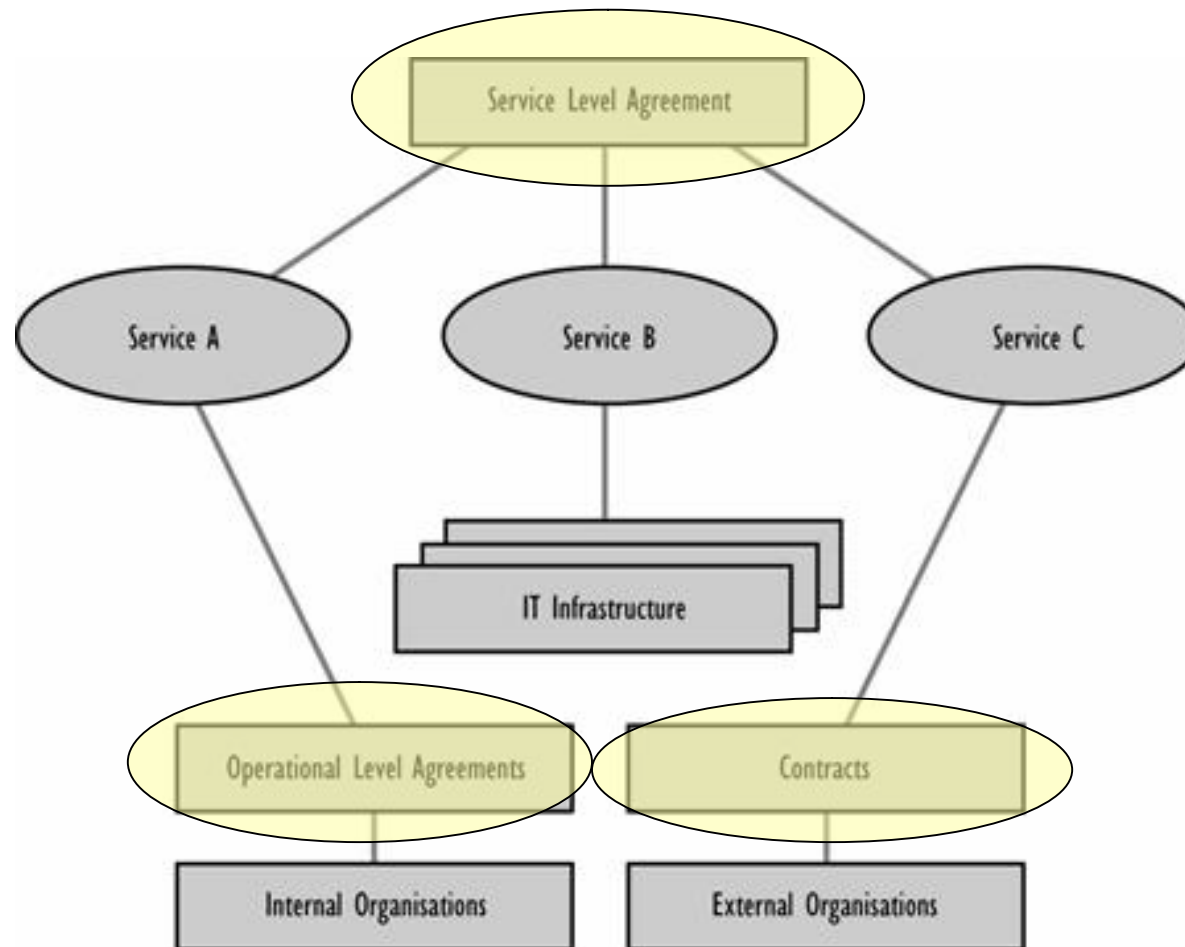 Service Level Agreement
Service A
Service B
Service C
IT Infrastructure
Operational Level Agreements
Contracts
Internal Organisations
External Organisations